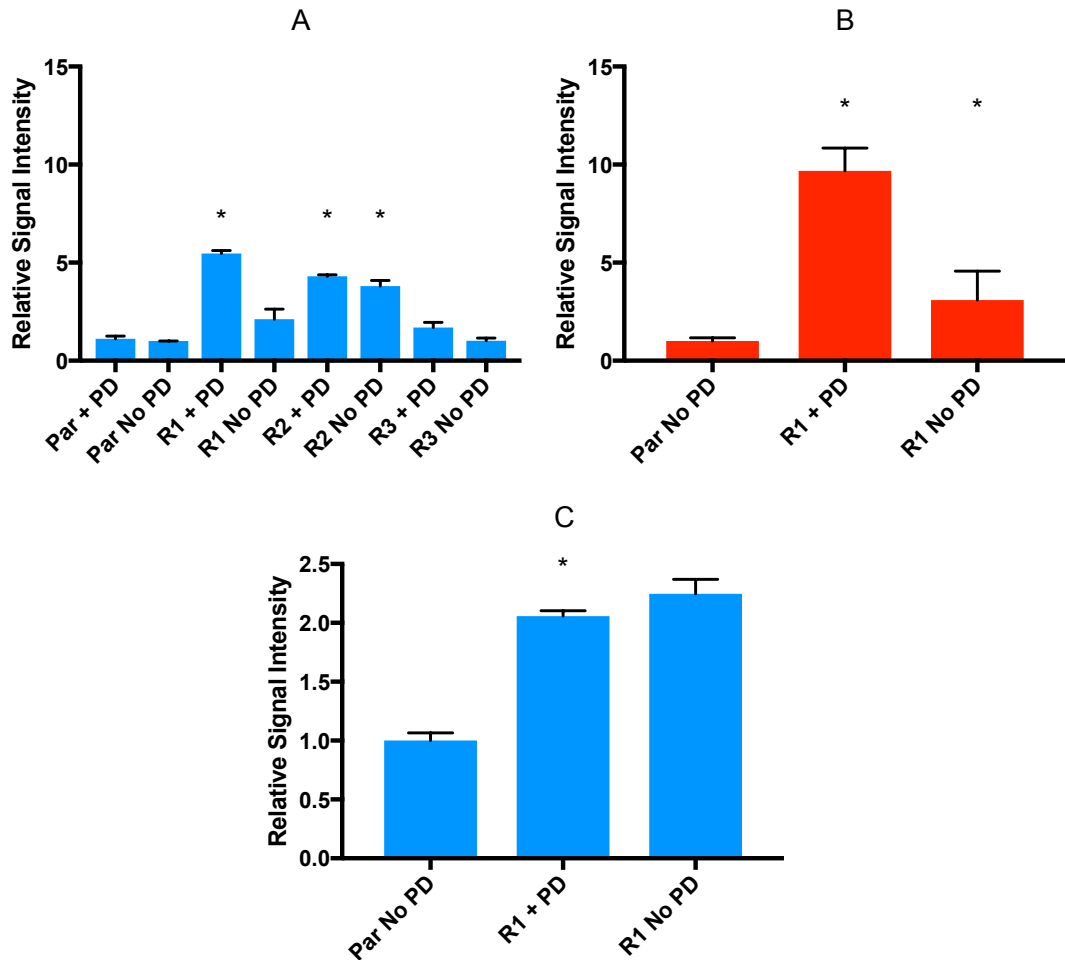 A
Relative Signal Intensity
15
10
5
0
* * *
Par + PD
Par No PD
R1 + PD
R1 No PD
R2 + PD
R2 No PD
R3 + PD
R3 No PD
B
Relative Signal Intensity
15
10
5
0
* *
Par No PD
R1 + PD
R1 No PD
C
Relative Signal Intensity
2.5
2.0
1.5
1.0
0.5
0.0
*
Par No PD
R1 + PD
R1 No PD